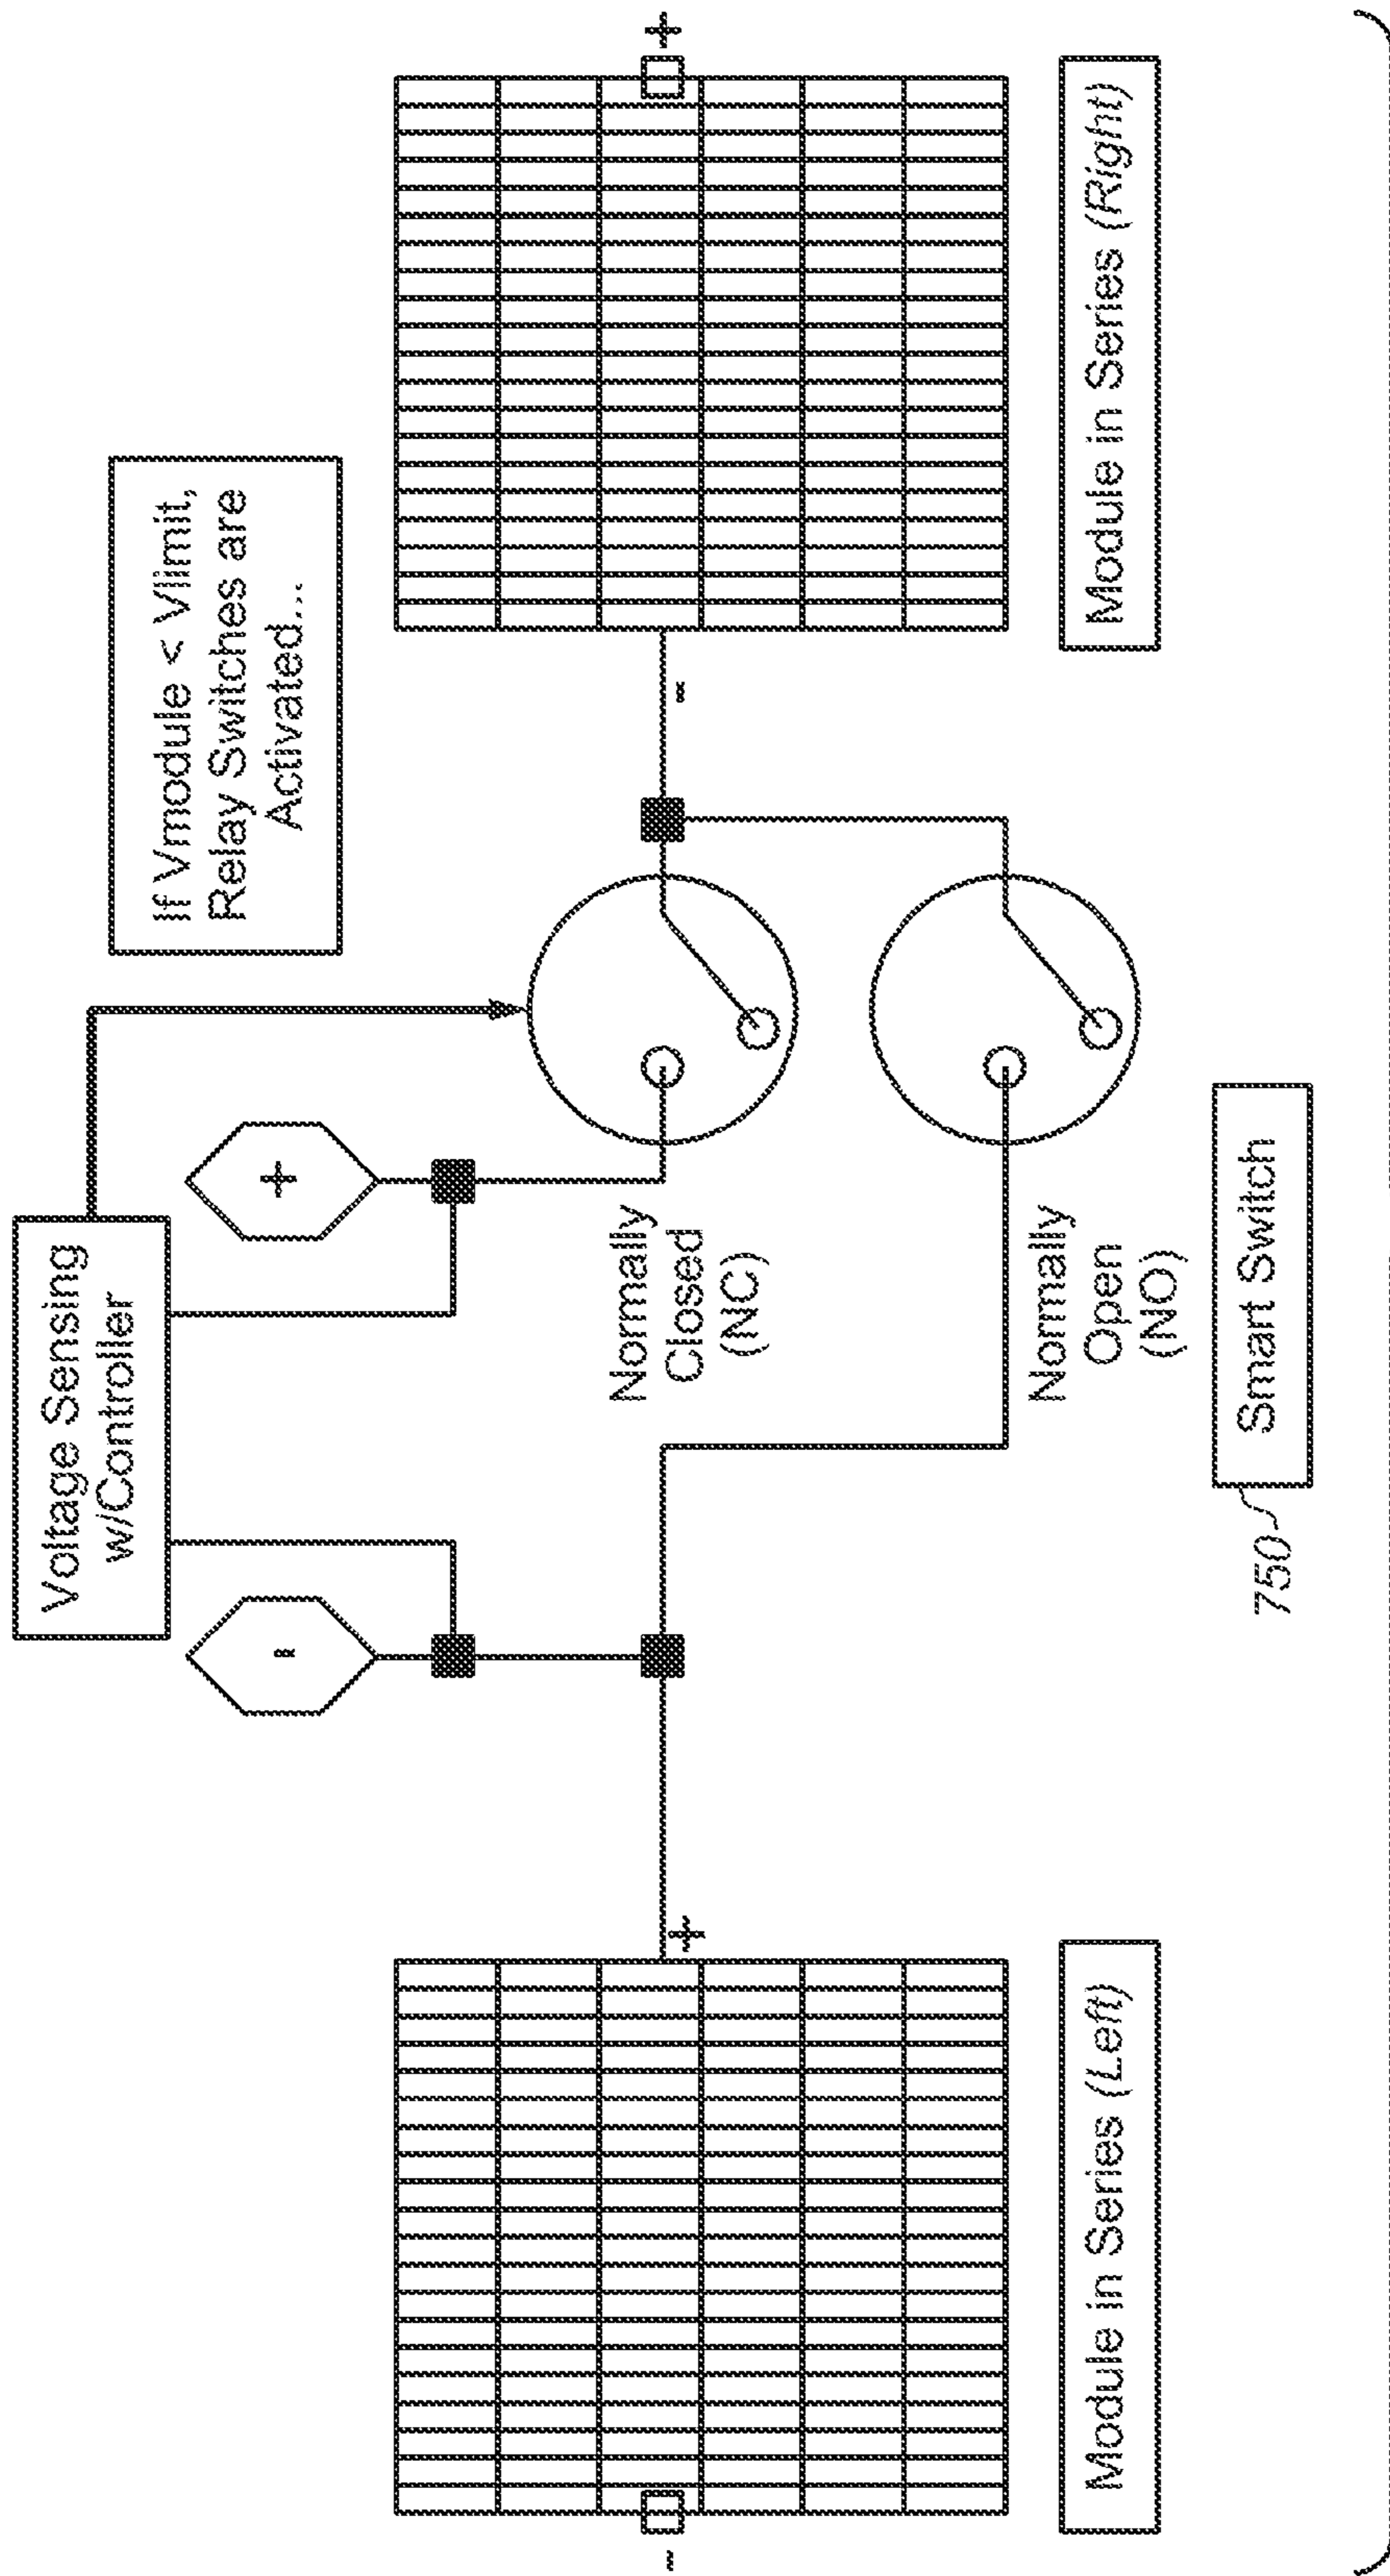 Voltage Sensing
w/Controller
If Vmodule < Vlimit,
Relay Switches are
Activated...
-
+
-
+
-
+
Normally
Closed
(NC)
Normally
Open
(NO)
Module in Series (Left)
750
Smart Switch
Module in Series (Right)